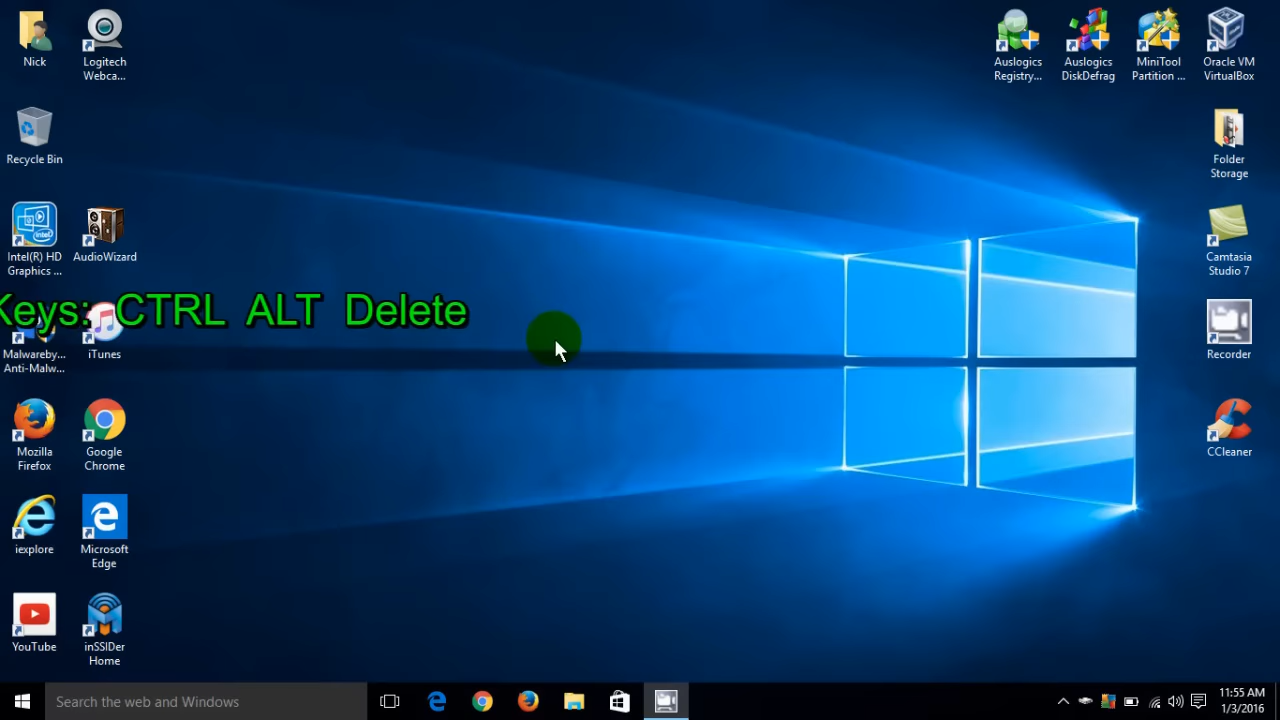 Nick
Logitech
Webca...
Recycle Bin
Intel(R) HD
Graphics ...
AudioWizard
Keys: CTRL ALT Delete
Malwareby...
Anti-Malw...
iTunes
Mozilla
Firefox
Google
Chrome
iexplore
Microsoft
Edge
YouTube
inSSIDer
Home
Auslogics
Registry...
Auslogics
DiskDefrag
MiniTool
Partition ...
Oracle VM
VirtualBox
Folder
Storage
Camtasia
Studio 7
Recorder
CCleaner
Search the web and Windows
11:55 AM
1/3/2016